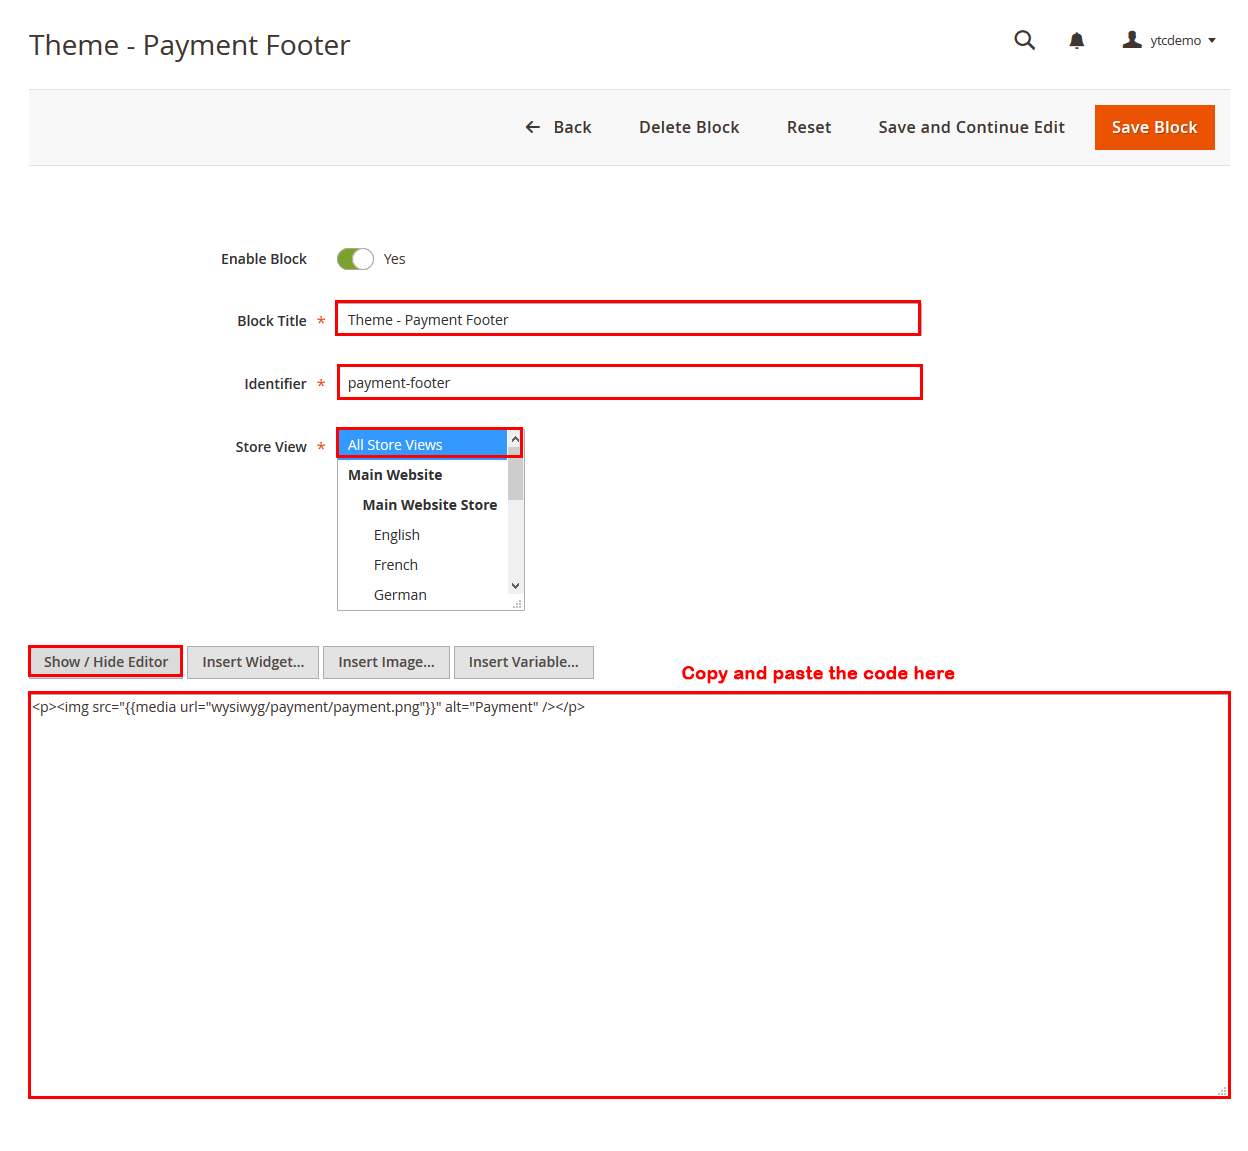 Theme - Payment Footer
ytcdemo
Back Delete Block Reset Save and Continue Edit Save Block
Enable Block Yes
Block Title * Theme - Payment Footer
Identifier * payment-footer
Store View * All Store Views
Main Website
Main Website Store
English
French
German
Show / Hide Editor Insert Widget... Insert Image... Insert Variable...
Copy and paste the code here
<p><img src="{{media url="wysiwyg/payment/payment.png"}}" alt="Payment" /></p>